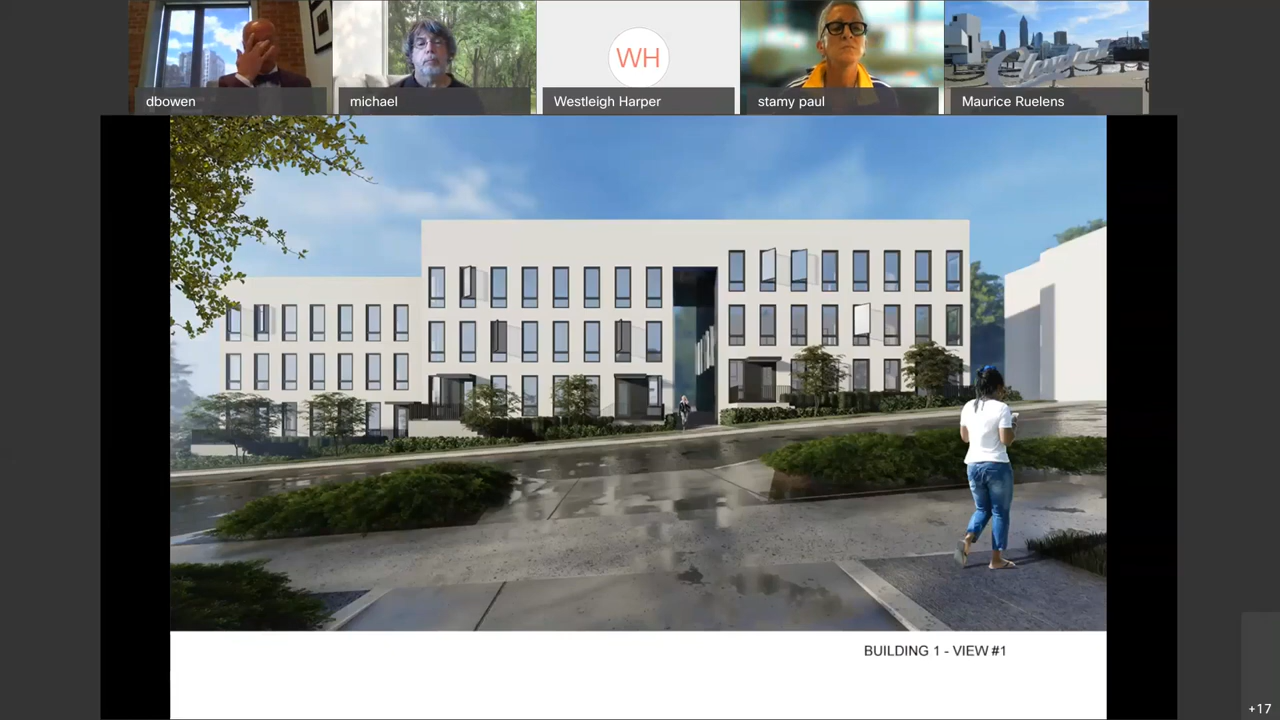 WH
dbowen
michael
Westleigh Harper
stamy paul
Maurice Ruelens
BUILDING 1 - VIEW #1
+17